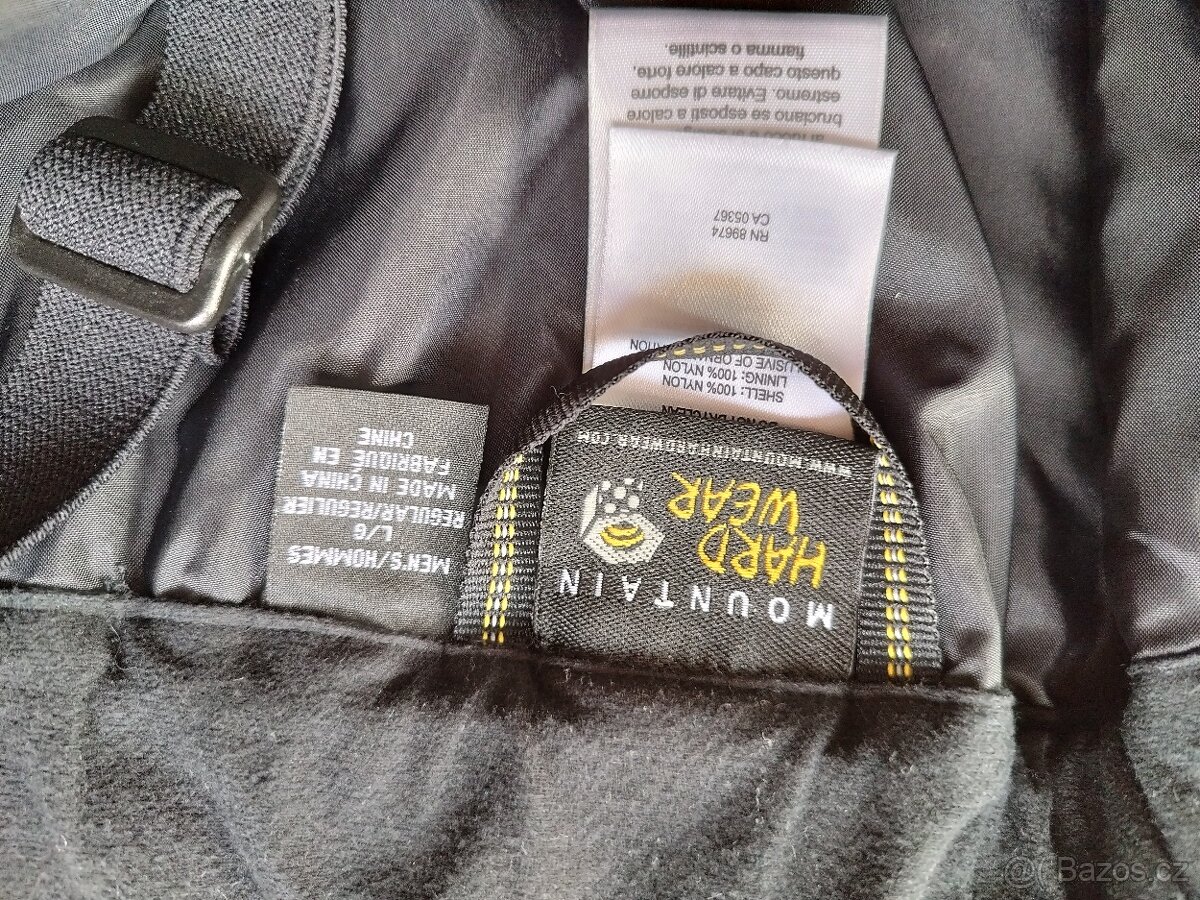 MOUNTAIN
HARD
WEAR
WWW.MOUNTAINHARDWEAR.COM
MEN'S/HOMMES
L/G
REGULAR/REGULIER
MADE IN CHINA
FABRIQUÉ EN
CHINE
SHELL: 100% NYLON
LINING: 100% NYLON
RN 89674
CA 05367
bruciano se esposti a calore
estremo. Evitare di esporre
questo capo a calore forte,
fiamma o scintille.
@ Bazos.cz